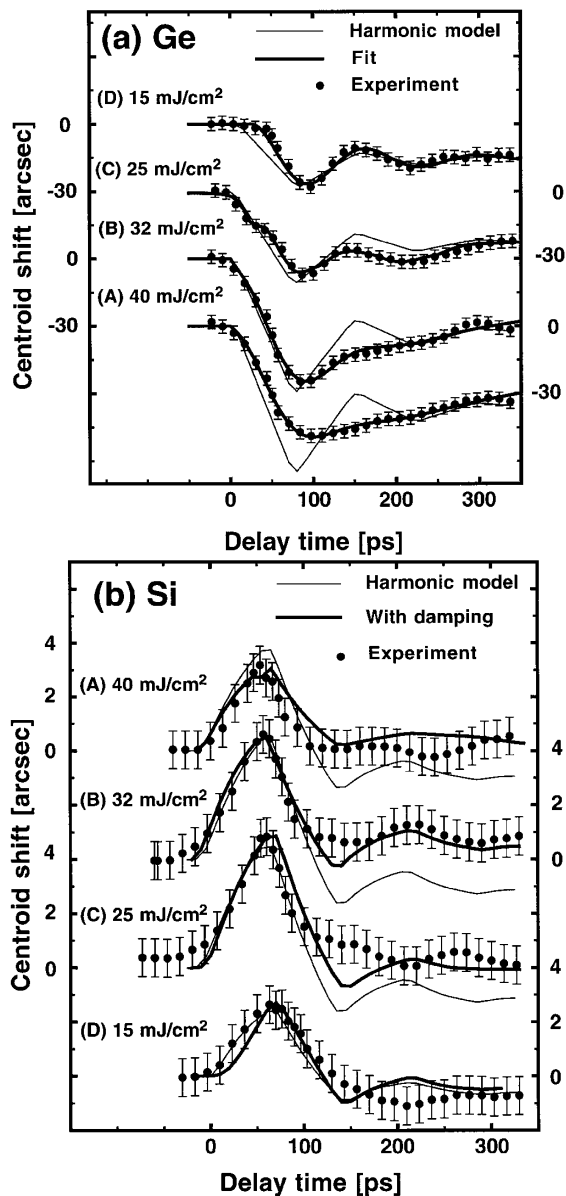 (a) Ge
Harmonic model
Fit
Experiment
(D) 15 mJ/cm²
0
(C) 25 mJ/cm²
-30
0
(B) 32 mJ/cm²
0
-30
(A) 40 mJ/cm²
-30
0
-30
Centroid shift [arcsec]
0
100
200
300
Delay time [ps]
(b) Si
Harmonic model
With damping
Experiment
4
(A) 40 mJ/cm²
2
0
4
(B) 32 mJ/cm²
4
2
0
(C) 25 mJ/cm²
2
0
4
(D) 15 mJ/cm²
2
0
Centroid shift [arcsec]
0
100
200
300
Delay time [ps]